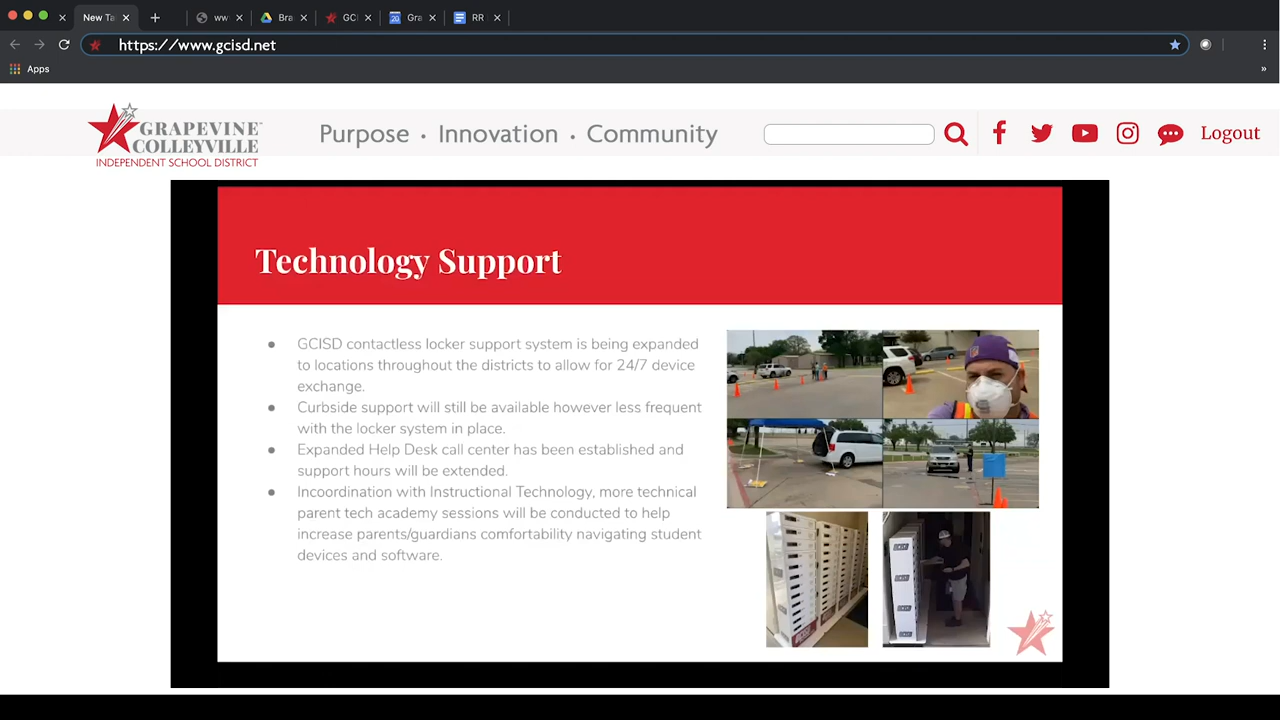 New Ta
ww
Bra
GCI
Gra
RR
https://www.gcisd.net
Apps
GRAPEVINE
COLLEYVILLE
INDEPENDENT SCHOOL DISTRICT
Purpose • Innovation • Community
Logout
Technology Support
• GCISD contactless locker support system is being expanded
to locations throughout the districts to allow for 24/7 device
exchange.
• Curbside support will still be available however less frequent
with the locker system in place.
• Expanded Help Desk call center has been established and
support hours will be extended.
• Incoordination with Instructional Technology, more technical
parent tech academy sessions will be conducted to help
increase parents/guardians comfortability navigating student
devices and software.